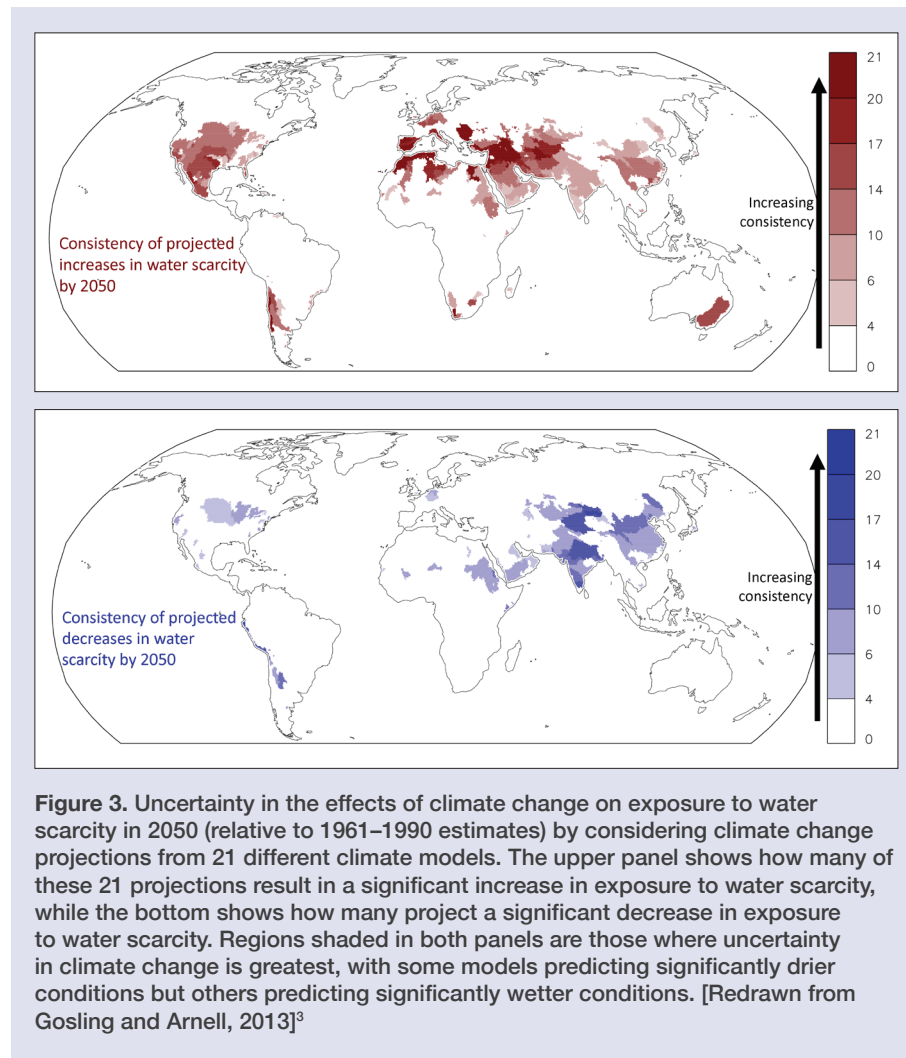 21
20
17
14
10
6
4
0
Increasing
consistency
Consistency of projected
increases in water scarcity
by 2050
21
20
17
14
10
6
4
0
Increasing
consistency
Consistency of projected
decreases in water
scarcity by 2050
Figure 3. Uncertainty in the effects of climate change on exposure to water
scarcity in 2050 (relative to 1961–1990 estimates) by considering climate change
projections from 21 different climate models. The upper panel shows how many of
these 21 projections result in a significant increase in exposure to water scarcity,
while the bottom shows how many project a significant decrease in exposure
to water scarcity. Regions shaded in both panels are those where uncertainty
in climate change is greatest, with some models predicting significantly drier
conditions but others predicting significantly wetter conditions. [Redrawn from
Gosling and Arnell, 2013]³